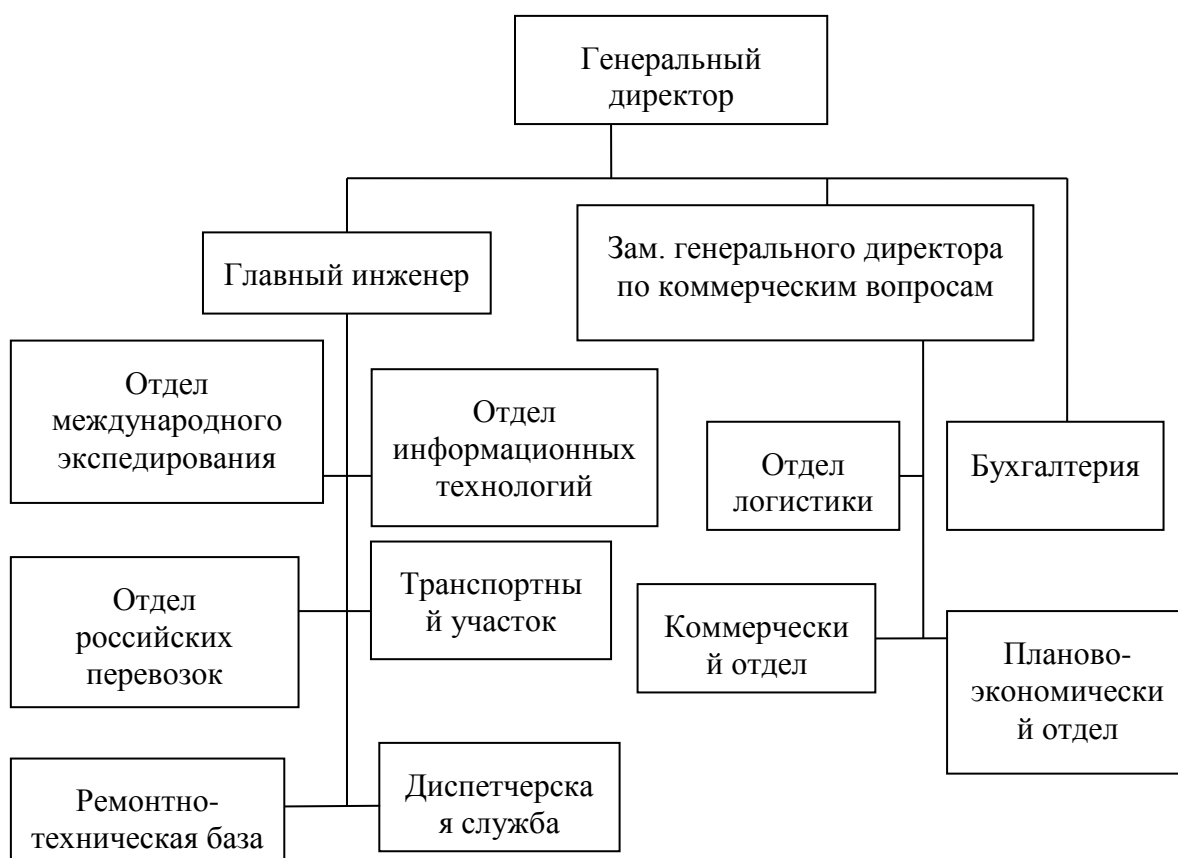 Генеральный
директор
Главный инженер
Зам. генерального директора
по коммерческим вопросам
Отдел
международного
экспедирования
Отдел
информационных
технологий
Отдел
логистики
Бухгалтерия
Отдел
российских
перевозок
Транспортны
й участок
Коммерчески
й отдел
Планово-
экономически
й отдел
Ремонтно-
техническая база
Диспетчерска
я служба